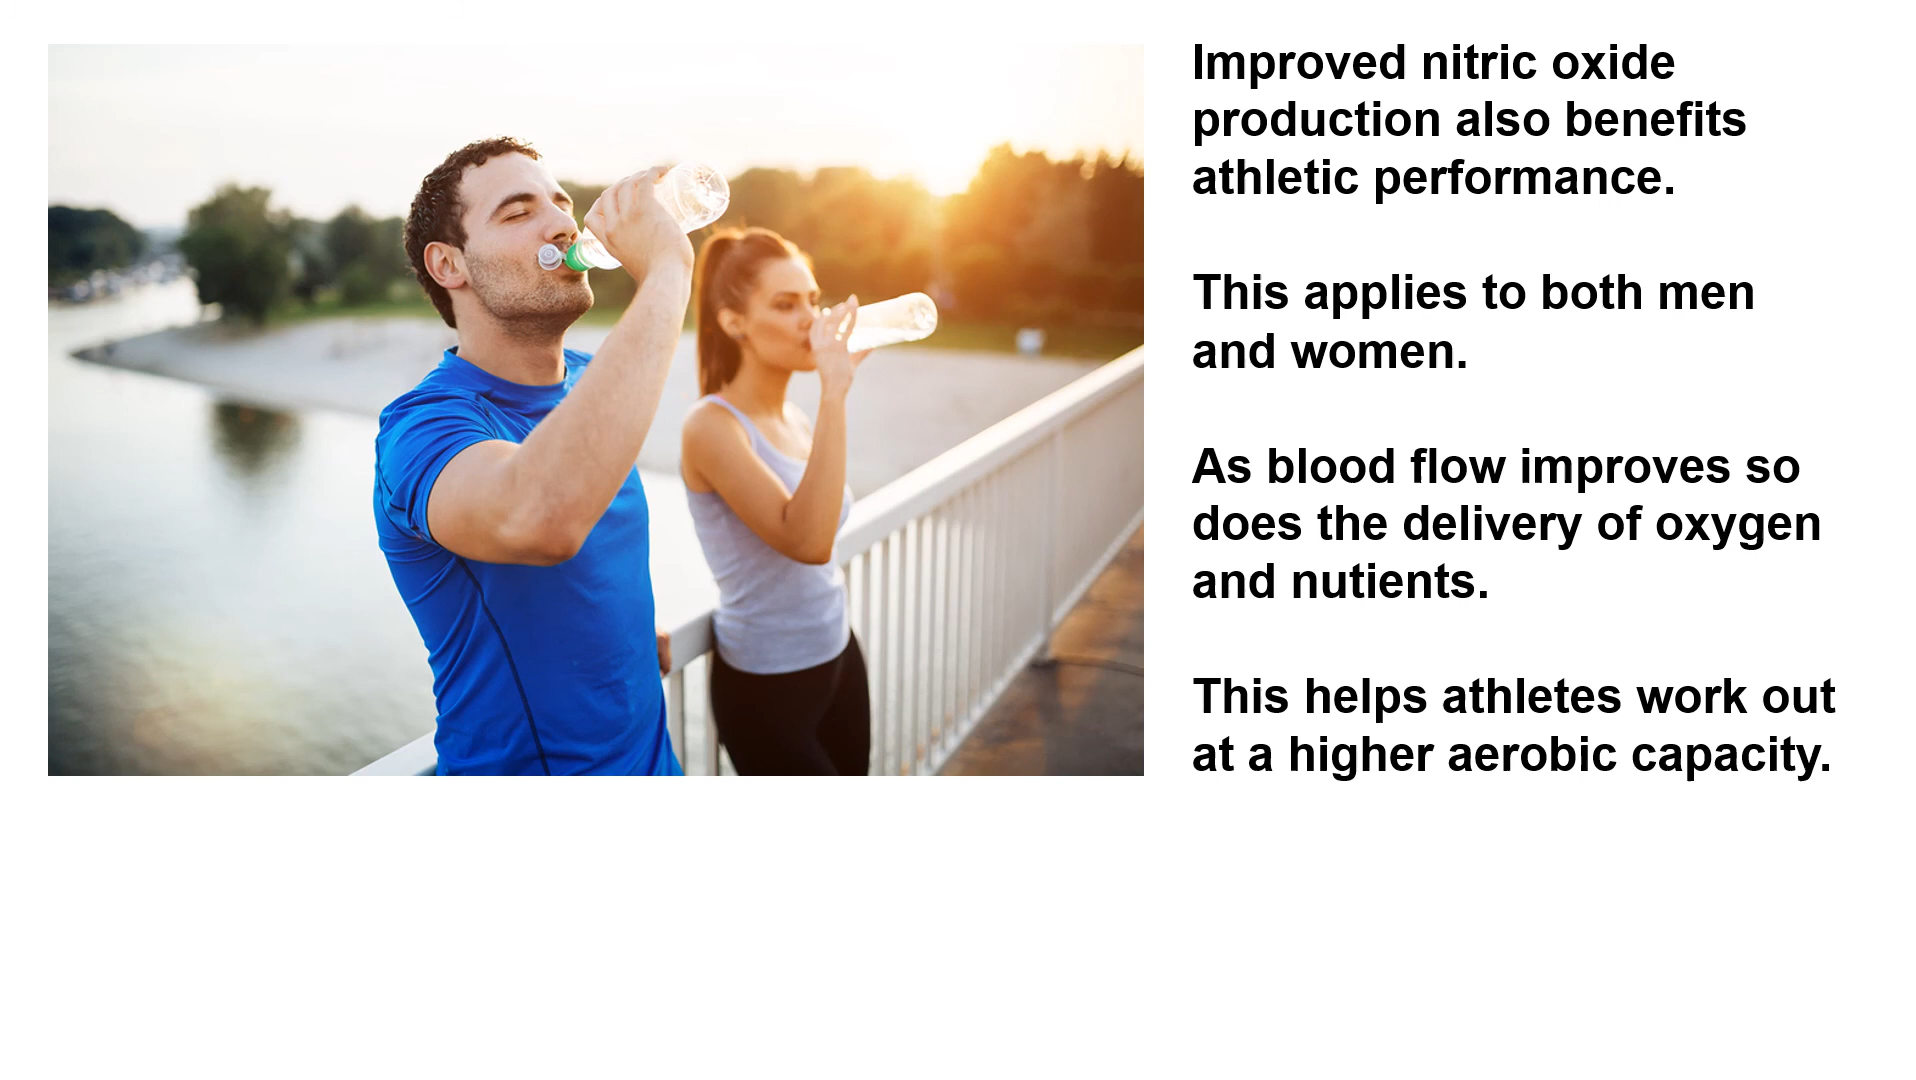 Improved nitric oxide
production also benefits
athletic performance.
This applies to both men
and women.
As blood flow improves so
does the delivery of oxygen
and nutients.
This helps athletes work out
at a higher aerobic capacity.